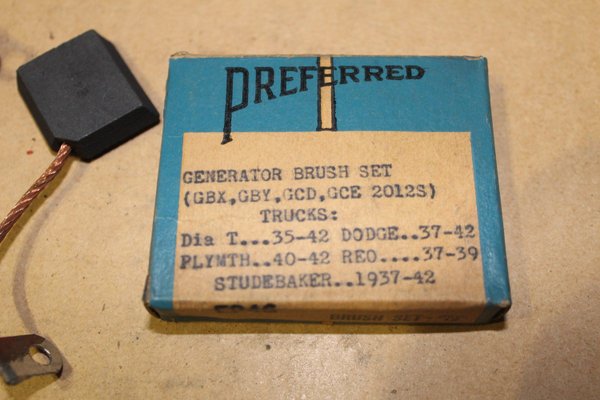 PREFERRED
GENERATOR BRUSH SET
(GBX,GBY,GCD,GCE 2012S)
TRUCKS:
Dia T...35-42 DODGE..37-42
PLYMTH..40-42 REO....37-39
STUDEBAKER..1937-42
BRUSH SET